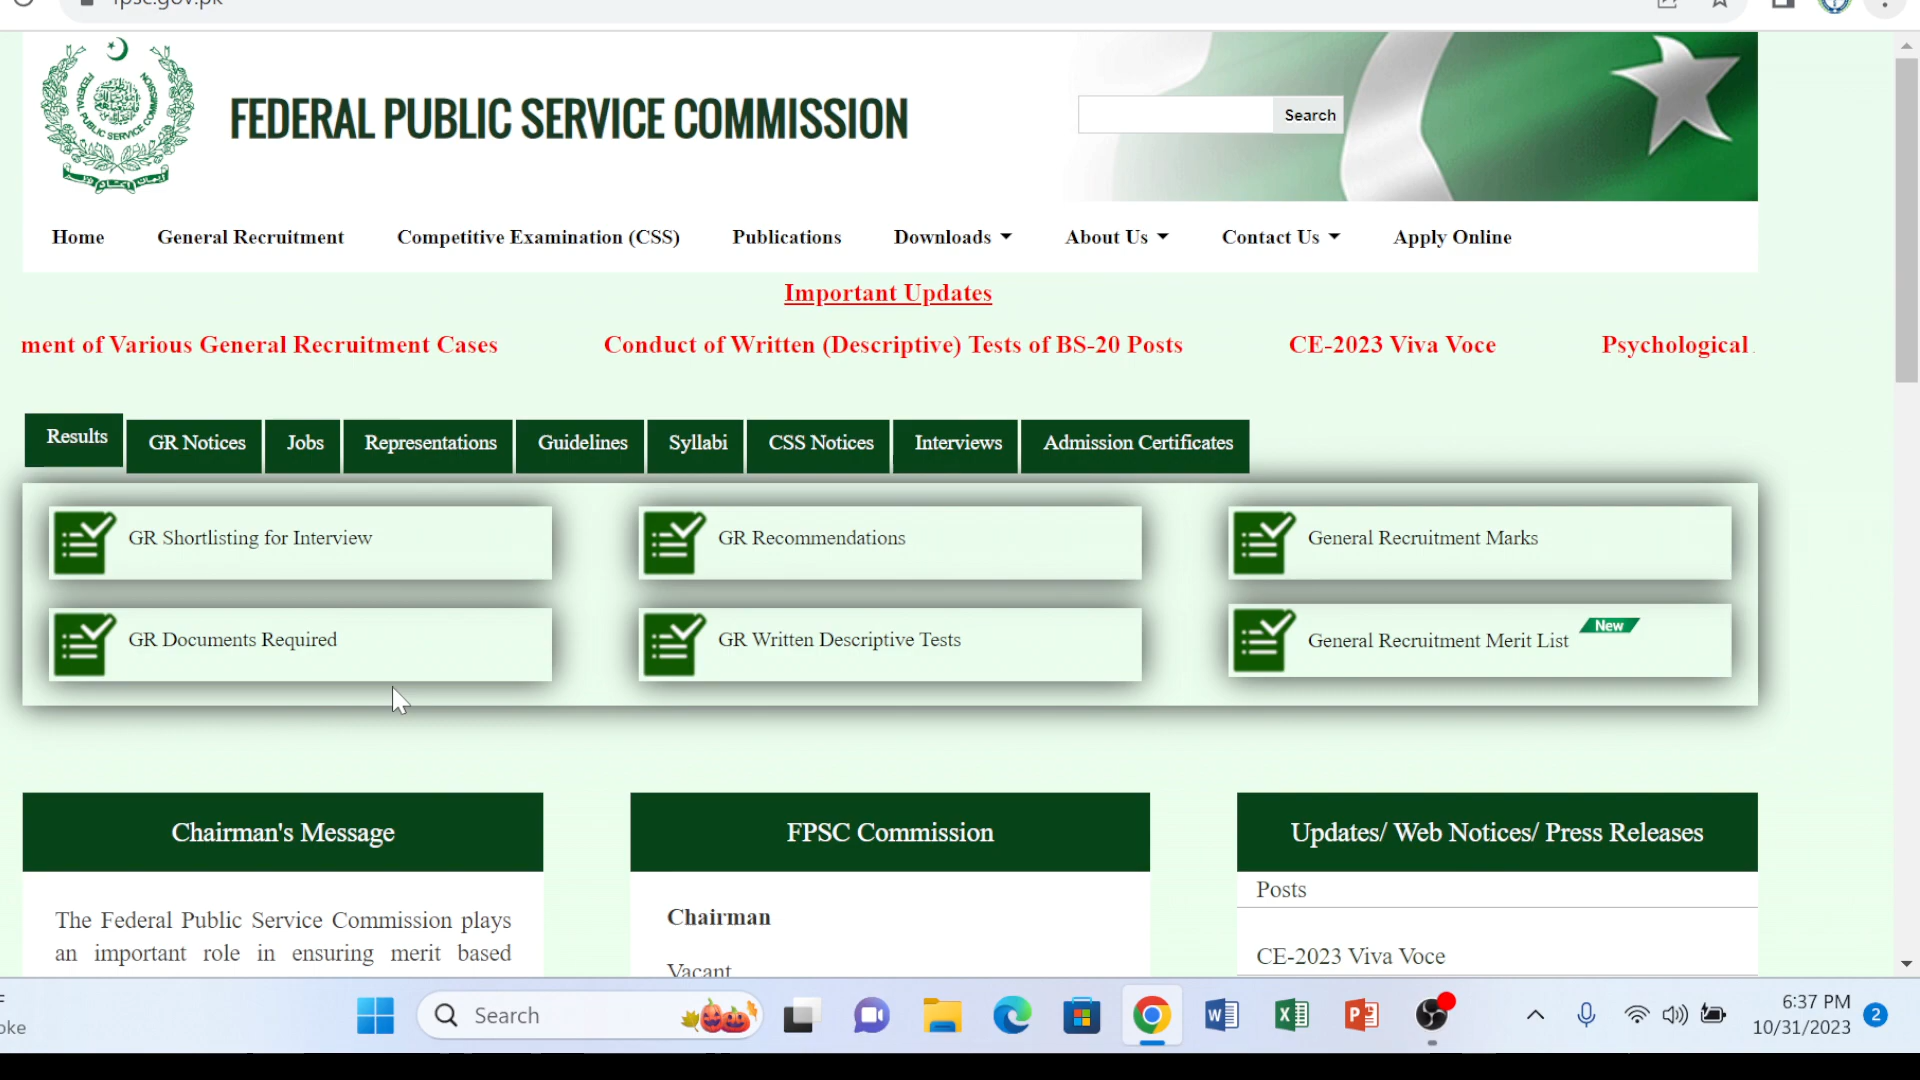 fpsc.gov.pk
FEDERAL PUBLIC SERVICE COMMISSION
PUBLIC SERVICE
Search
Home General Recruitment Competitive Examination (CSS) Publications Downloads About Us Contact Us Apply Online
Important Updates
ment of Various General Recruitment Cases Conduct of Written (Descriptive) Tests of BS-20 Posts CE-2023 Viva Voce Psychological
Results GR Notices Jobs Representations Guidelines Syllabi CSS Notices Interviews Admission Certificates
GR Shortlisting for Interview GR Recommendations General Recruitment Marks
GR Documents Required GR Written Descriptive Tests General Recruitment Merit List New
Chairman's Message FPSC Commission Updates/ Web Notices/ Press Releases
The Federal Public Service Commission plays
an important role in ensuring merit based
Chairman
Vacant
Posts
CE-2023 Viva Voce
oke
Search
6:37 PM
10/31/2023
2